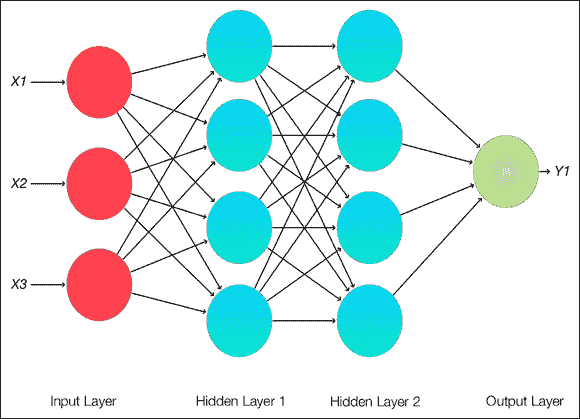 X1
X2
X3
Y1
Input Layer
Hidden Layer 1
Hidden Layer 2
Output Layer